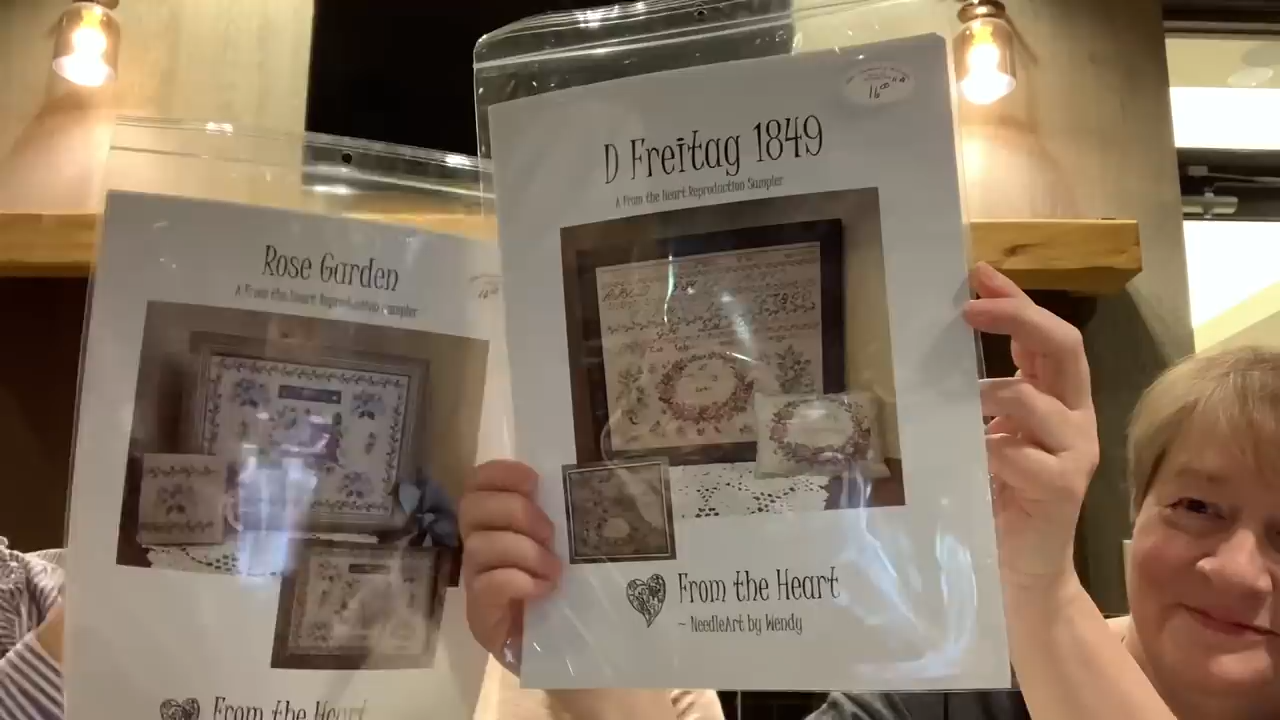 Rose Garden
A From the Heart Reproduction Sampler
From the Heart
D Freitag 1849
A From the Heart Reproduction Sampler
From the Heart
~ NeedleArt by Wendy
16.00